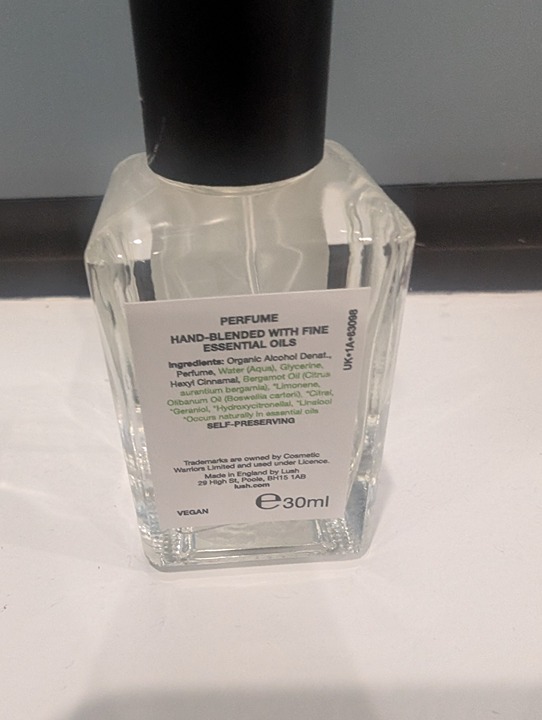 PERFUME
HAND-BLENDED WITH FINE
ESSENTIAL OILS
Ingredients: Organic Alcohol Denat.,
Perfume, Water (Aqua), Glycerine,
Hexyl Cinnamal, Bergamot Oil (Citrus
aurantium bergamia), *Limonene,
Olibanum Oil (Boswellia carterii), *Citral,
*Geraniol, *Hydroxycitronellal, *Linalool
*Occurs naturally in essential oils
SELF-PRESERVING
Trademarks are owned by Cosmetic
Warriors Limited and used under Licence.
Made in England by Lush
29 High St, Poole, BH15 1AB
lush.com
VEGAN
℮30ml
UK•1A•63098